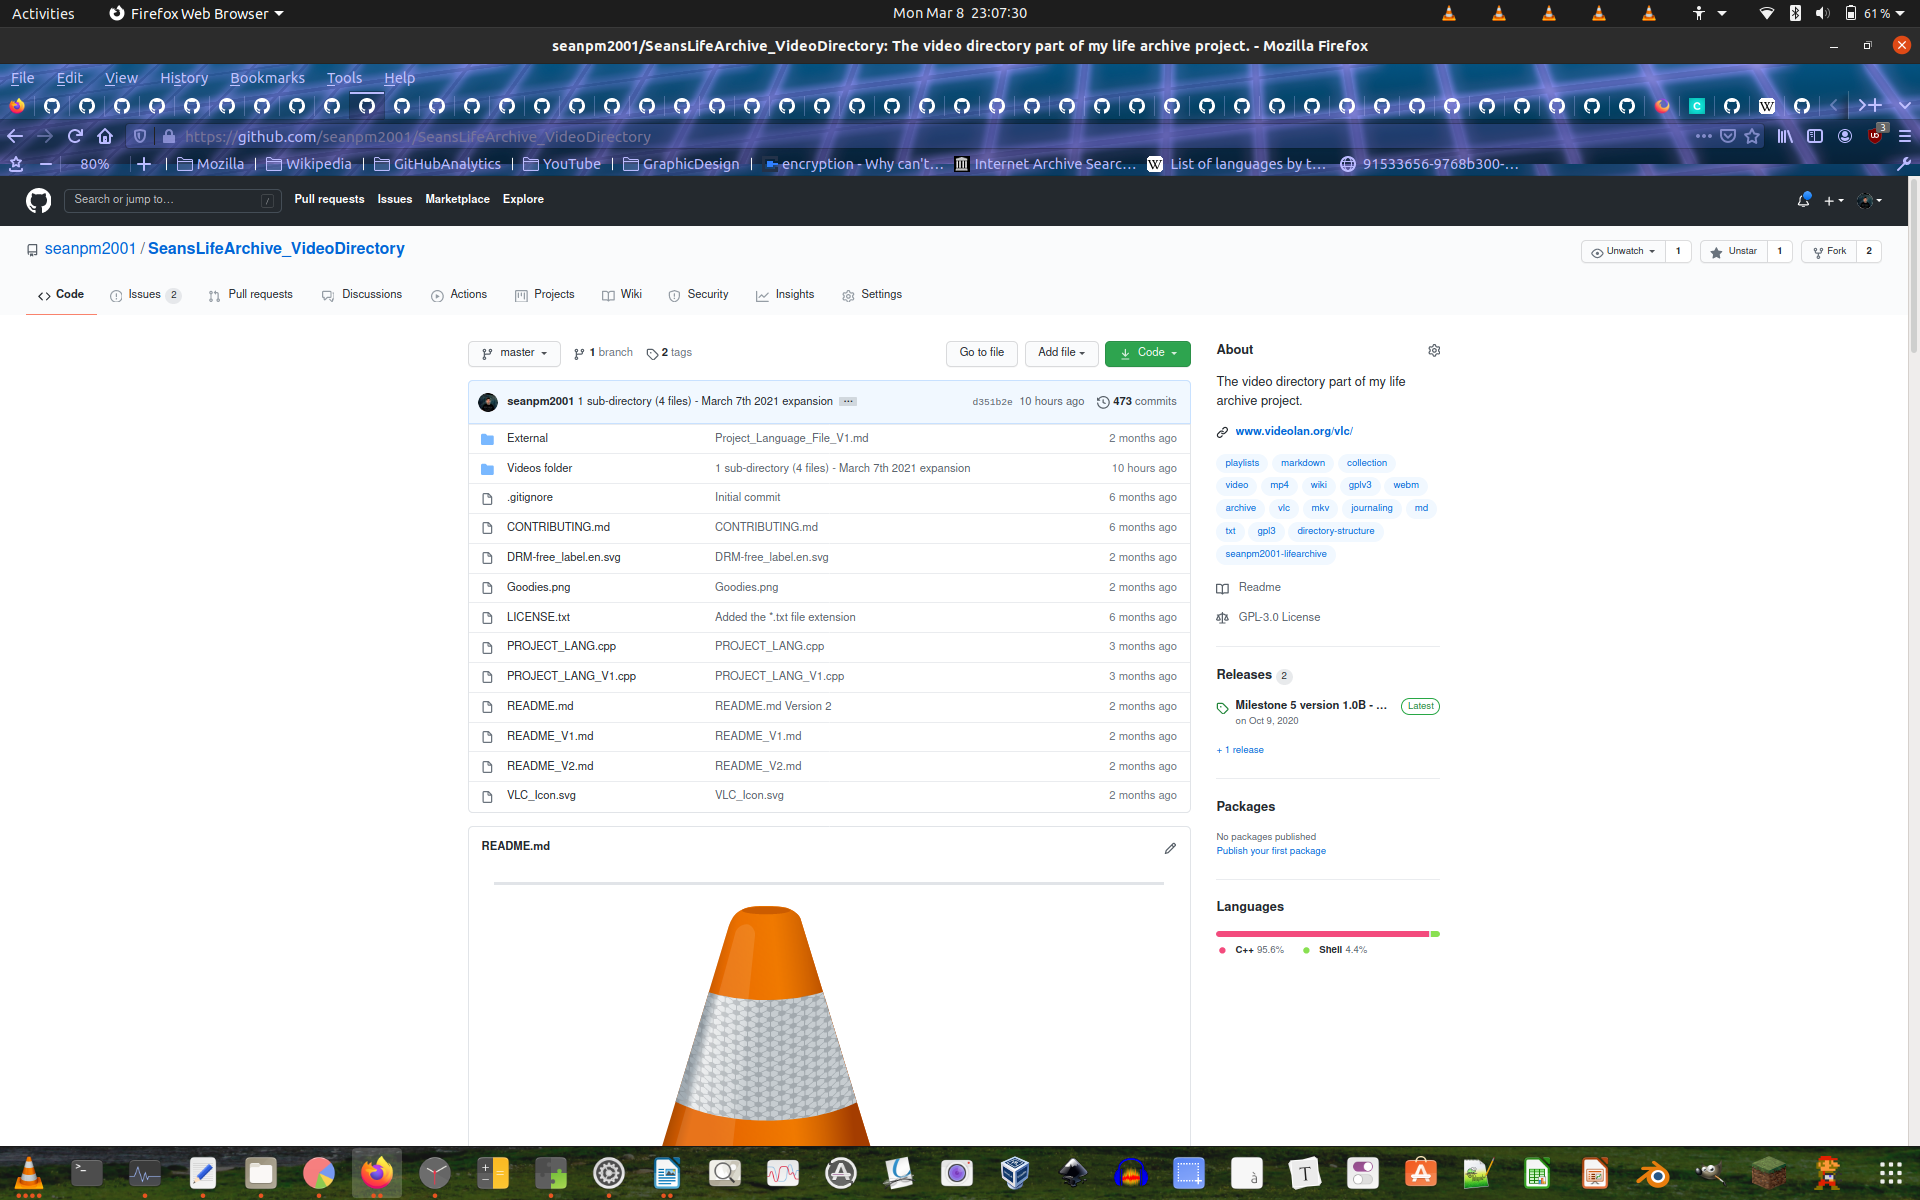 Activities Firefox Web Browser Mon Mar 8 23:07:30 61 %
seanpm2001/SeansLifeArchive_VideoDirectory: The video directory part of my life archive project. - Mozilla Firefox
File Edit View History Bookmarks Tools Help
https://github.com/seanpm2001/SeansLifeArchive_VideoDirectory 3
80% Mozilla Wikipedia GitHubAnalytics YouTube GraphicDesign encryption - Why can't… Internet Archive Searc… List of languages by t… 91533656-9768b300-…
Search or jump to… / Pull requests Issues Marketplace Explore
seanpm2001 / SeansLifeArchive_VideoDirectory Unwatch 1 Unstar 1 Fork 2
Code Issues 2 Pull requests Discussions Actions Projects Wiki Security Insights Settings
master 1 branch 2 tags Go to file Add file Code
seanpm2001 1 sub-directory (4 files) - March 7th 2021 expansion ··· d351b2e 10 hours ago 473 commits
External Project_Language_File_V1.md 2 months ago
Videos folder 1 sub-directory (4 files) - March 7th 2021 expansion 10 hours ago
.gitignore Initial commit 6 months ago
CONTRIBUTING.md CONTRIBUTING.md 6 months ago
DRM-free_label.en.svg DRM-free_label.en.svg 2 months ago
Goodies.png Goodies.png 2 months ago
LICENSE.txt Added the *.txt file extension 6 months ago
PROJECT_LANG.cpp PROJECT_LANG.cpp 3 months ago
PROJECT_LANG_V1.cpp PROJECT_LANG_V1.cpp 3 months ago
README.md README.md Version 2 2 months ago
README_V1.md README_V1.md 2 months ago
README_V2.md README_V2.md 2 months ago
VLC_Icon.svg VLC_Icon.svg 2 months ago
README.md
About
The video directory part of my life
archive project.
www.videolan.org/vlc/
playlists markdown collection
video mp4 wiki gplv3 webm
archive vlc mkv journaling md
txt gpl3 directory-structure
seanpm2001-lifearchive
Readme
GPL-3.0 License
Releases 2
Milestone 5 version 1.0B - … Latest
on Oct 9, 2020
+ 1 release
Packages
No packages published
Publish your first package
Languages
C++ 95.6% Shell 4.4%